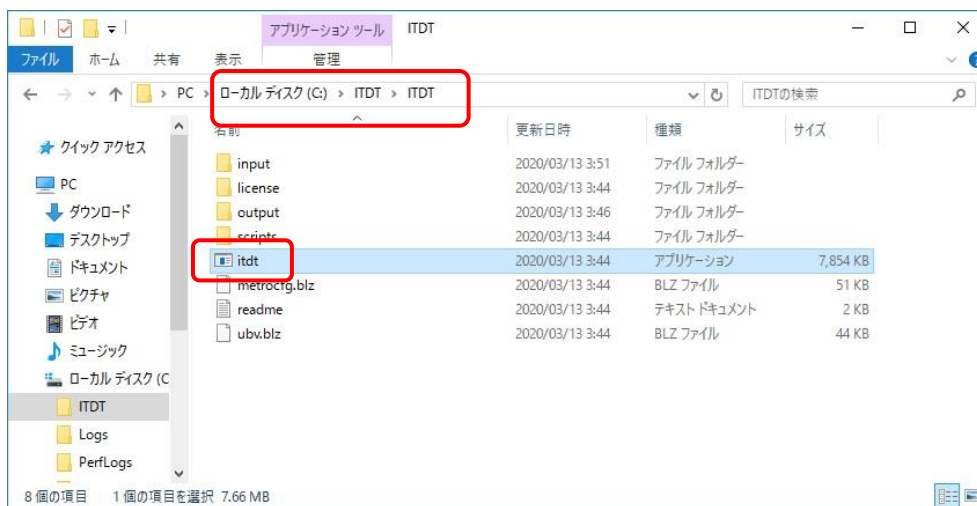 アプリケーション ツール ITDT
ファイル ホーム 共有 表示 管理
PC › ローカル ディスク (C:) › ITDT › ITDT ITDTの検索
名前 更新日時 種類 サイズ
input 2020/03/13 3:51 ファイル フォルダー
license 2020/03/13 3:44 ファイル フォルダー
output 2020/03/13 3:46 ファイル フォルダー
scripts 2020/03/13 3:44 ファイル フォルダー
itdt 2020/03/13 3:44 アプリケーション 7,854 KB
metrocfg.blz 2020/03/13 3:44 BLZ ファイル 51 KB
readme 2020/03/13 3:44 テキスト ドキュメント 2 KB
ubv.blz 2020/03/13 3:44 BLZ ファイル 44 KB
クイック アクセス
PC
ダウンロード
デスクトップ
ドキュメント
ピクチャ
ビデオ
ミュージック
ローカル ディスク (C
ITDT
Logs
PerfLogs
8 個の項目 1 個の項目を選択 7.66 MB